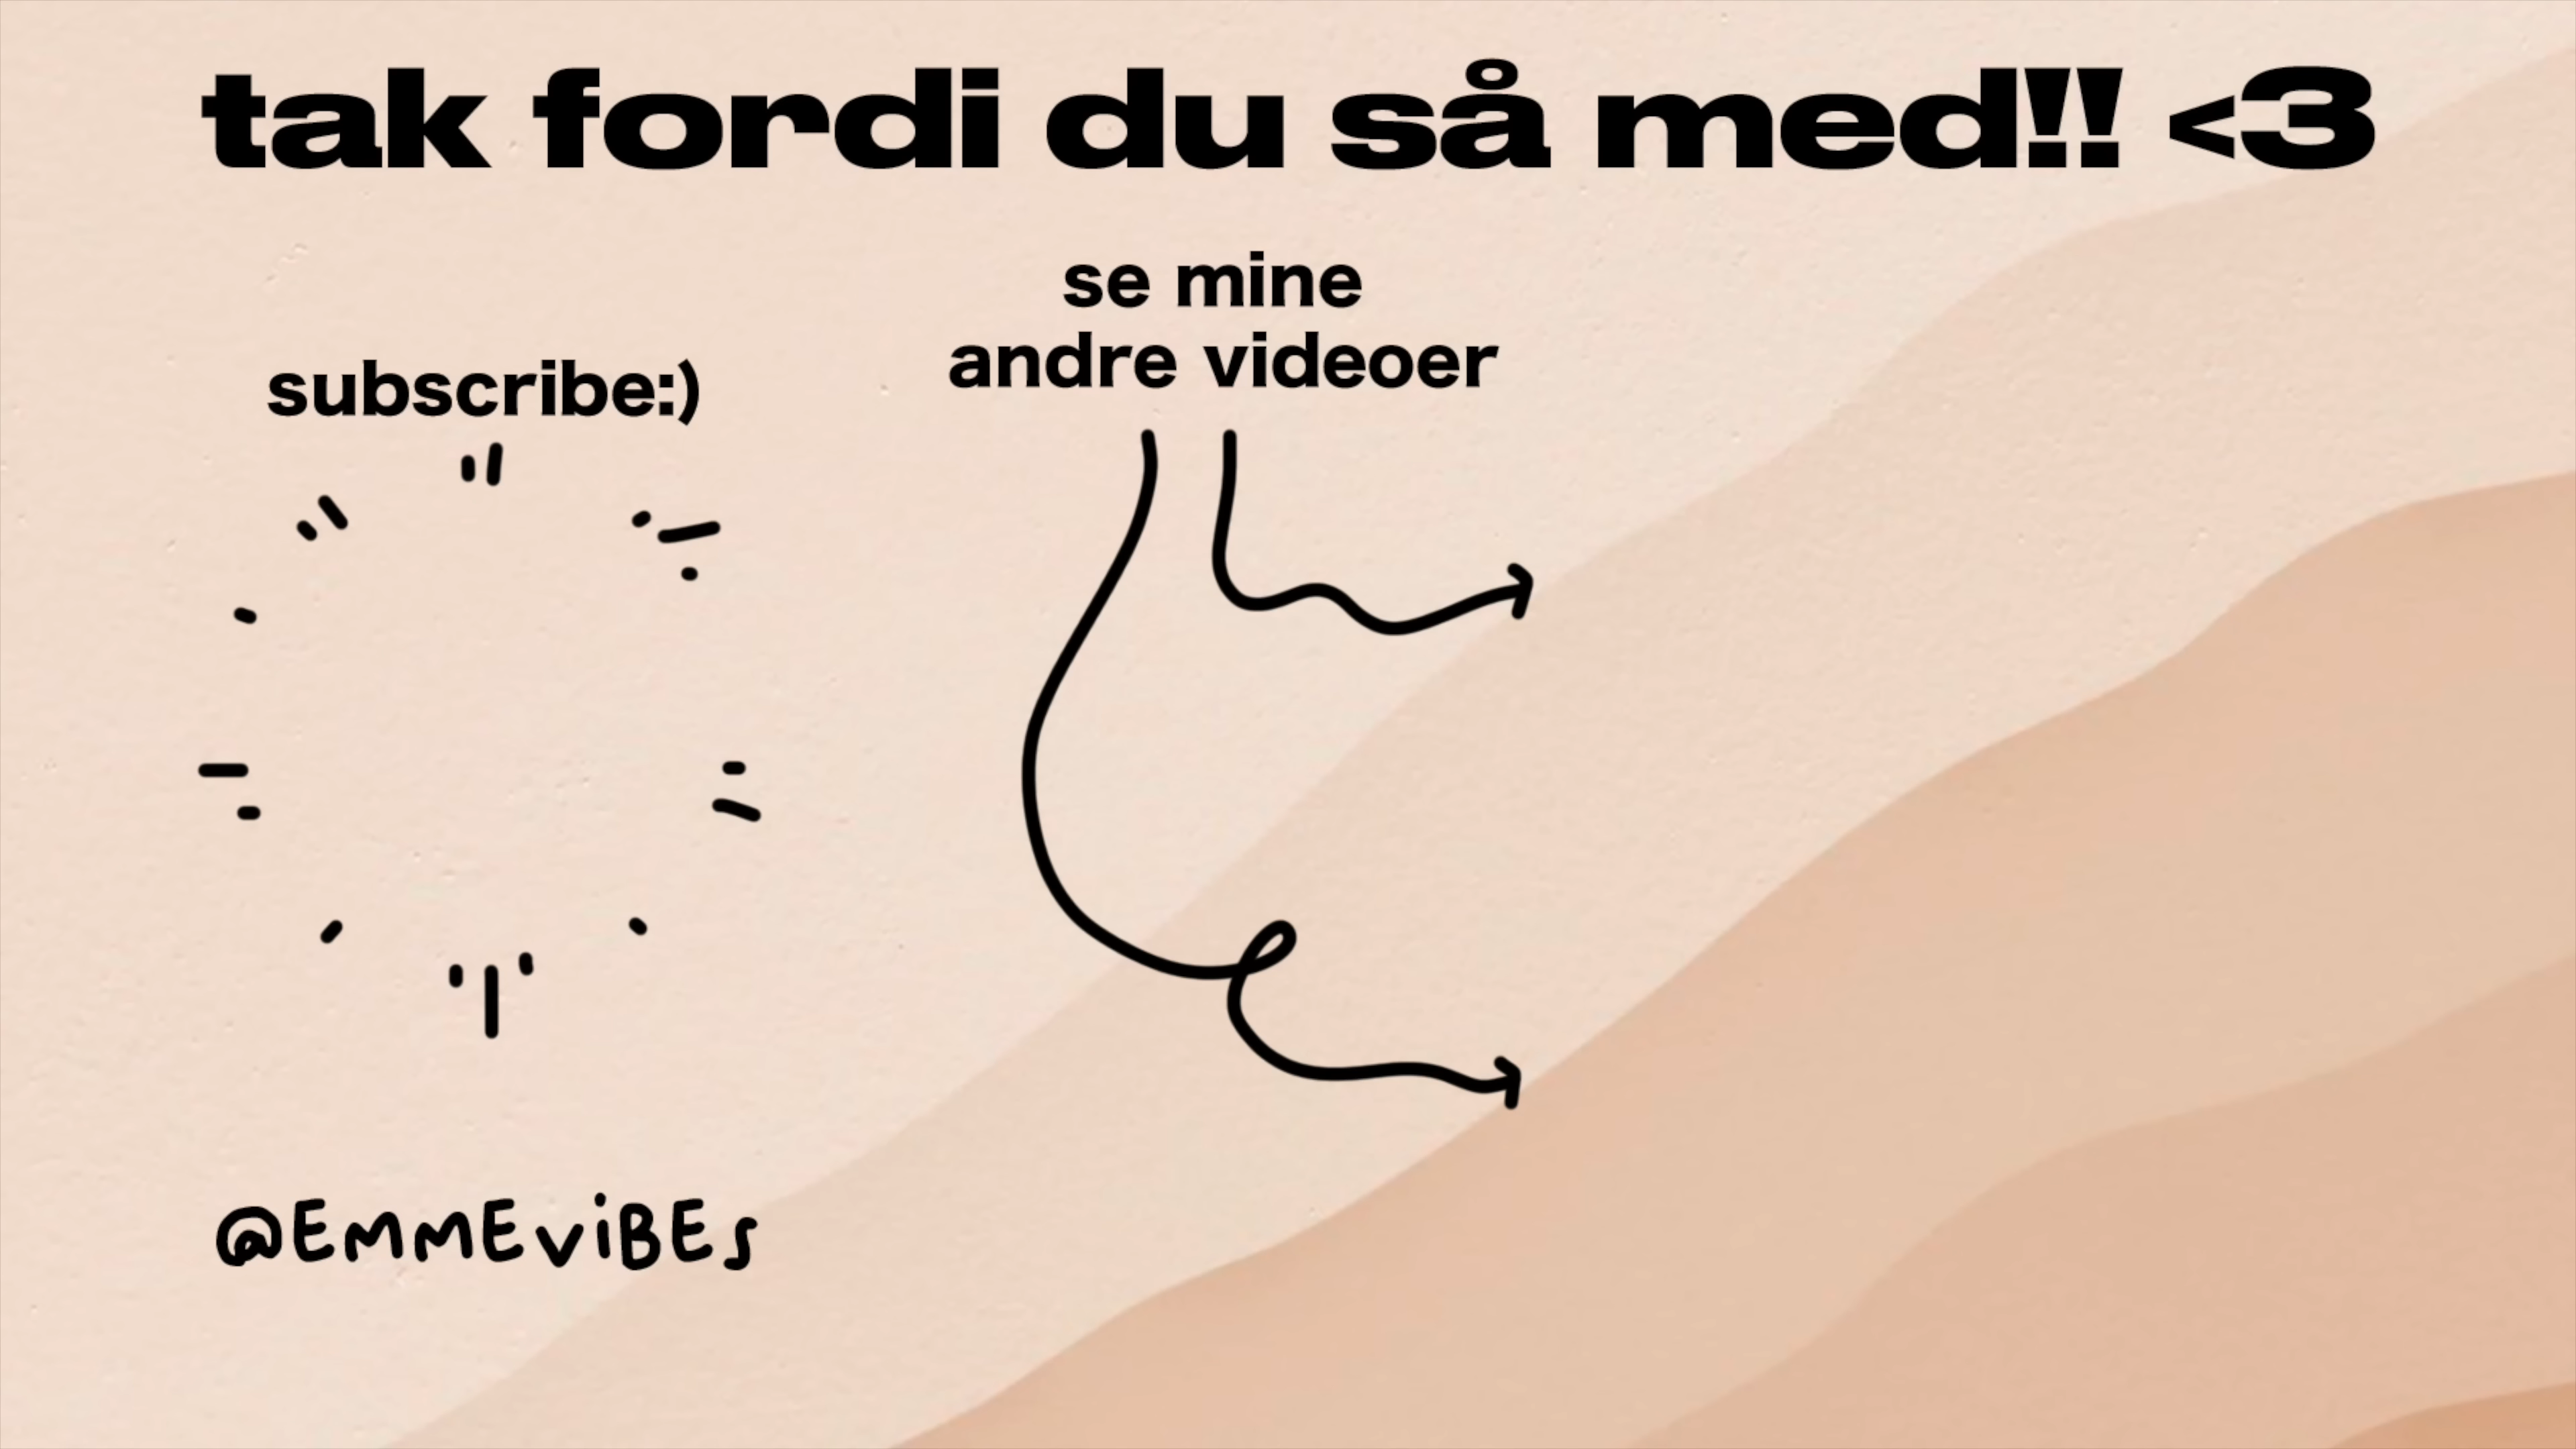 tak fordi du så med!! <3
se mine
andre videoer
subscribe:)
@EMMEViBEs